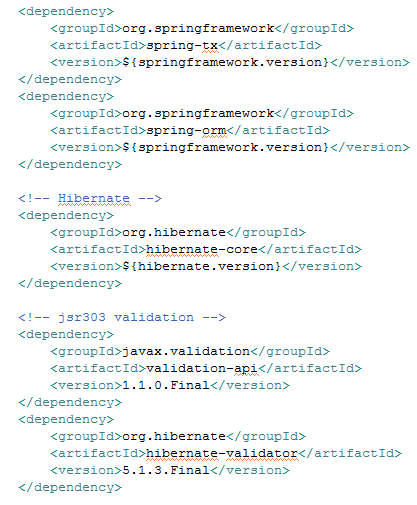 <dependency>
    <groupId>org.springframework</groupId>
    <artifactId>spring-tx</artifactId>
    <version>${springframework.version}</version>
</dependency>
<dependency>
    <groupId>org.springframework</groupId>
    <artifactId>spring-orm</artifactId>
    <version>${springframework.version}</version>
</dependency>

<!-- Hibernate -->
<dependency>
    <groupId>org.hibernate</groupId>
    <artifactId>hibernate-core</artifactId>
    <version>${hibernate.version}</version>
</dependency>

<!-- jsr303 validation -->
<dependency>
    <groupId>javax.validation</groupId>
    <artifactId>validation-api</artifactId>
    <version>1.1.0.Final</version>
</dependency>
<dependency>
    <groupId>org.hibernate</groupId>
    <artifactId>hibernate-validator</artifactId>
    <version>5.1.3.Final</version>
</dependency>